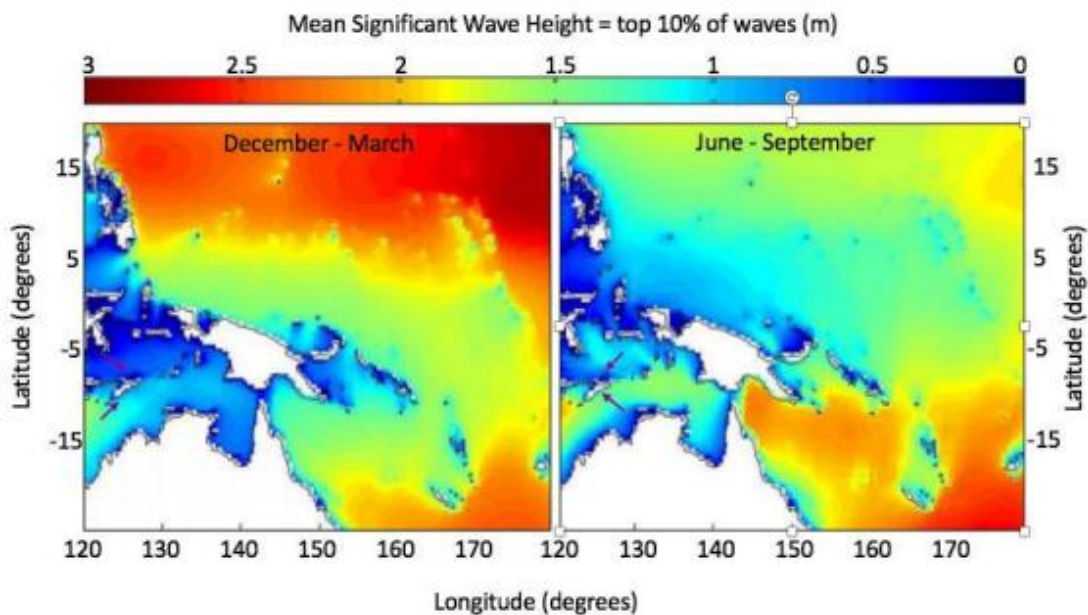 Mean Significant Wave Height = top 10% of waves (m)
3 2.5 2 1.5 1 0.5 0
December - March
June - September
15
5
-5
-15
Latitude (degrees)
15
5
-5
-15
Latitude (degrees)
120 130 140 150 160 170
120 130 140 150 160 170
Longitude (degrees)